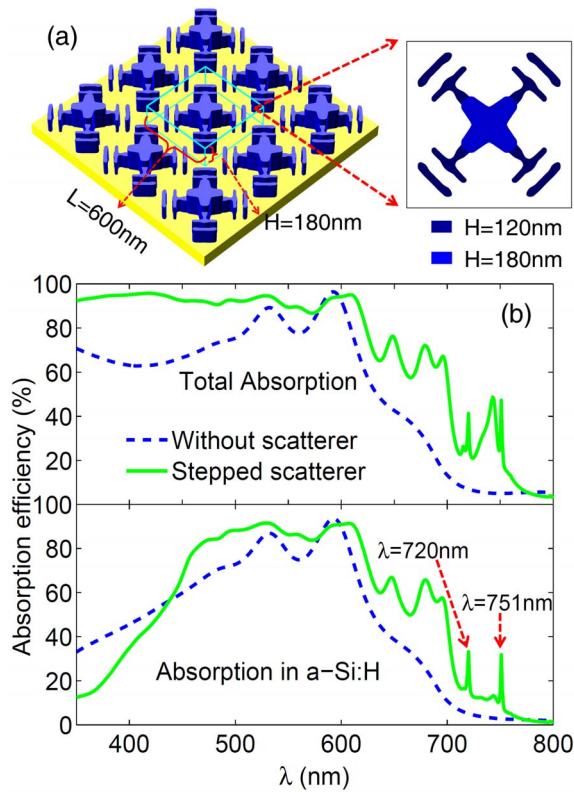 (a)
L=600nm
H=180nm
H=120nm
H=180nm
Absorption efficiency (%)
100
80
60
40
20
(b)
Total Absorption
Without scatterer
Stepped scatterer
100
80
60
40
20
0
λ=720nm
λ=751nm
Absorption in a−Si:H
400 500 600 700 800
λ (nm)